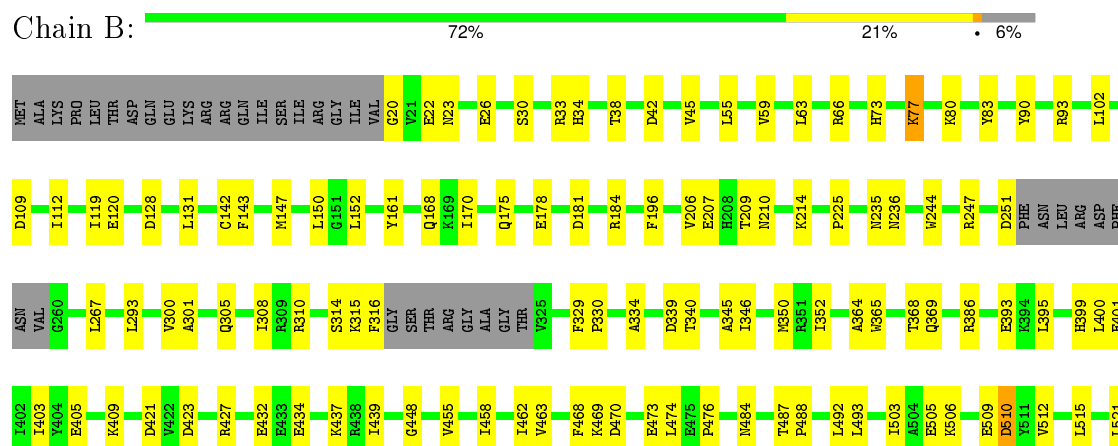 Chain B:
72% 21% • 6%
MET ALA LYS PRO LEU THR ASP GLN GLU LYS ARG ARG GLN ILE SER ILE ARG GLY ILE VAL G20 V21 E22 N23 E26 S30 R33 H34 T38 D42 V45 L55 V59 L63 R66 H73 K77 K80 Y83 Y90 R93 L102
D109 I112 I119 E120 D128 L131 C142 F143 M147 L150 G151 L152 Y161 Q168 K169 I170 Q175 E178 D181 R184 F196 V206 E207 H208 T209 N210 K214 P225 N235 N236 W244 R247 D251 PHE ASN LEU ARG ASP PHE
ASN VAL G260 L267 L293 V300 A301 Q305 I308 R309 R310 S314 K315 F316 GLY SER THR ARG GLY ALA GLY THR V325 F329 P330 A334 D339 T340 A345 I346 M350 R351 I352 A364 W365 T368 Q369 R386 E393 K394 L395 H399 L400 E401
I402 I403 Y404 E405 K409 D421 V422 D423 R427 E432 E433 E434 K437 R438 I439 G448 V455 I458 I462 V463 F468 K469 D470 E473 L474 E475 P476 N484 T487 P488 L492 L493 I503 A504 E505 K506 E509 D510 Y511 V512 L515